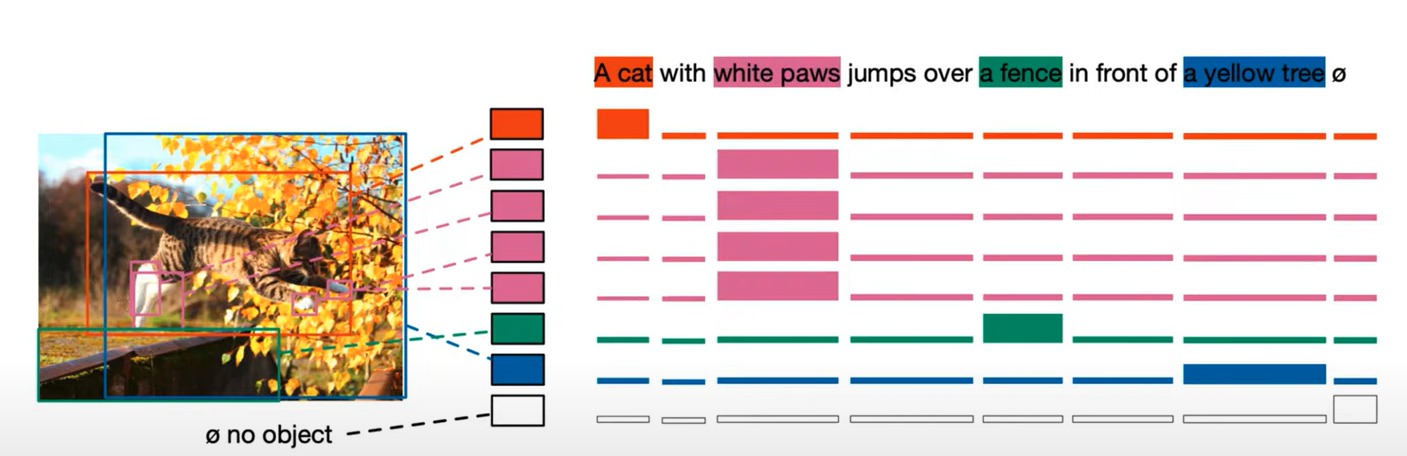 A cat with white paws jumps over a fence in front of a yellow tree ø
ø no object